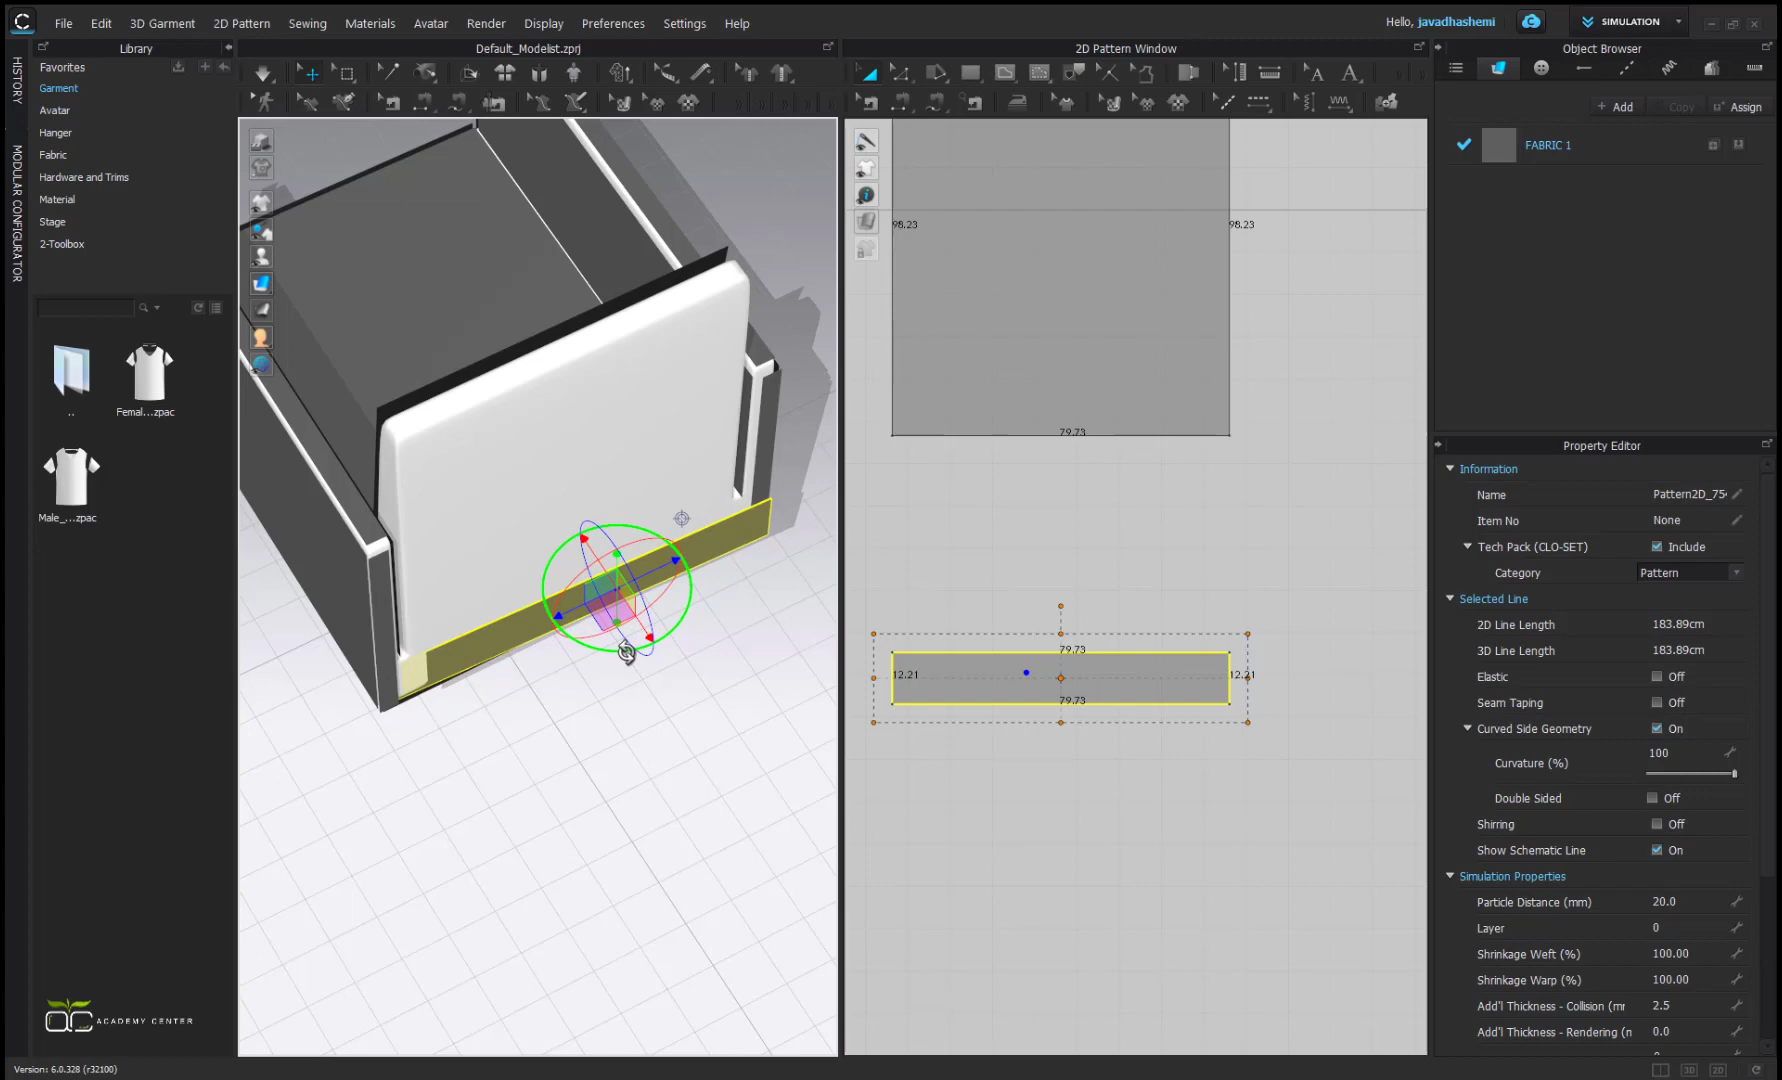 File Edit 3D Garment 2D Pattern Sewing Materials Avatar Render Display Preferences Settings Help
Hello, javadhashemi
SIMULATION
Library
Default_Modelist.zprj
2D Pattern Window
Object Browser
HISTORY
MODULAR CONFIGURATOR
Favorites
Garment
Avatar
Hanger
Fabric
Hardware and Trims
Material
Stage
2-Toolbox
..
Femal...zpac
Male_...zpac
ACADEMY CENTER
Version: 6.0.328 (r32100)
98.23 98.23
79.73
79.73
12.21 12.21
79.73
Add Copy Assign
FABRIC 1
Property Editor
Information
Name Pattern2D_754
Item No None
Tech Pack (CLO-SET) Include
Category Pattern
Selected Line
2D Line Length 183.89cm
3D Line Length 183.89cm
Elastic Off
Seam Taping Off
Curved Side Geometry On
Curvature (%) 100
Double Sided Off
Shirring Off
Show Schematic Line On
Simulation Properties
Particle Distance (mm) 20.0
Layer 0
Shrinkage Weft (%) 100.00
Shrinkage Warp (%) 100.00
Add'l Thickness - Collision (mr 2.5
Add'l Thickness - Rendering (n 0.0
3D 2D